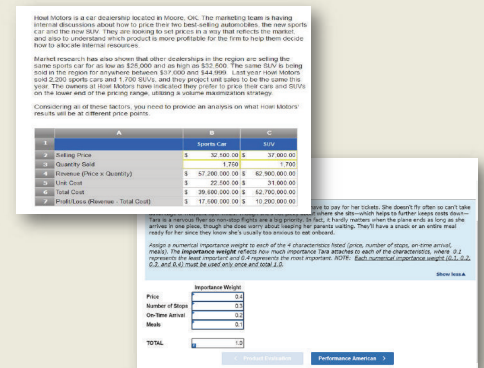 Howl Motors is a car dealership located in Moore, OK. The marketing team is having
internal discussions about how to price their two best-selling automobiles, the new sports
car and the new SUV. They are looking to set prices in a way that reflects the market,
and also to understand which product is more profitable for the firm to help them decide
how to allocate internal resources.
Market research has also shown that other dealerships in the region are selling the
same sports car for as low as $26,000 and as high as $32,600. The same SUV is being
sold in the region for anywhere between $37,000 and $44,999. Last year Howl Motors
sold 2,200 sports cars and 1,700 SUVs, and they project unit sales to be the same this
year. The owners at Howl Motors have indicated they prefer to price their cars and SUVs
on the lower end of the pricing range, utilizing a volume maximization strategy.
Considering all of these factors, you need to provide an analysis on what Howl Motors'
results will be at different price points.
A B C
1 Sports Car SUV
2 Selling Price $ 32,500.00 $ 37,000.00
3 Quantity Sold 1,760 1,700
4 Revenue (Price x Quantity) $ 57,200,000.00 $ 62,900,000.00
5 Unit Cost $ 22,500.00 $ 31,000.00
6 Total Cost $ 39,600,000.00 $ 52,700,000.00
7 Profit/Loss (Revenue - Total Cost) $ 17,600,000.00 $ 10,200,000.00
have to pay for her tickets. She doesn't fly often so can't take
about where she sits—which helps to further keeps costs down—
Tara is a nervous flyer so non-stop flights are a big priority. In fact, it hardly matters when the plane ends as long as she
arrives in one place, though she does worry about keeping her parents waiting. They'll have a snack or an entire meal
ready for her since they know she's usually too anxious to eat onboard.
Assign a numerical importance weight to each of the 4 characteristics listed (price, number of stops, on-time arrival,
meals). The importance weight reflects how much importance Tara attaches to each of the characteristics, where 0.1
represents the least important and 0.4 represents the most important. NOTE: Each numerical importance weight (0.1, 0.2,
0.3, and 0.4) must be used only once and total 1.0.
Show less
Importance Weight
Price 0.4
Number of Stops 0.3
On-Time Arrival 0.2
Meals 0.1
TOTAL 1.0
< Product Evaluation Performance American >